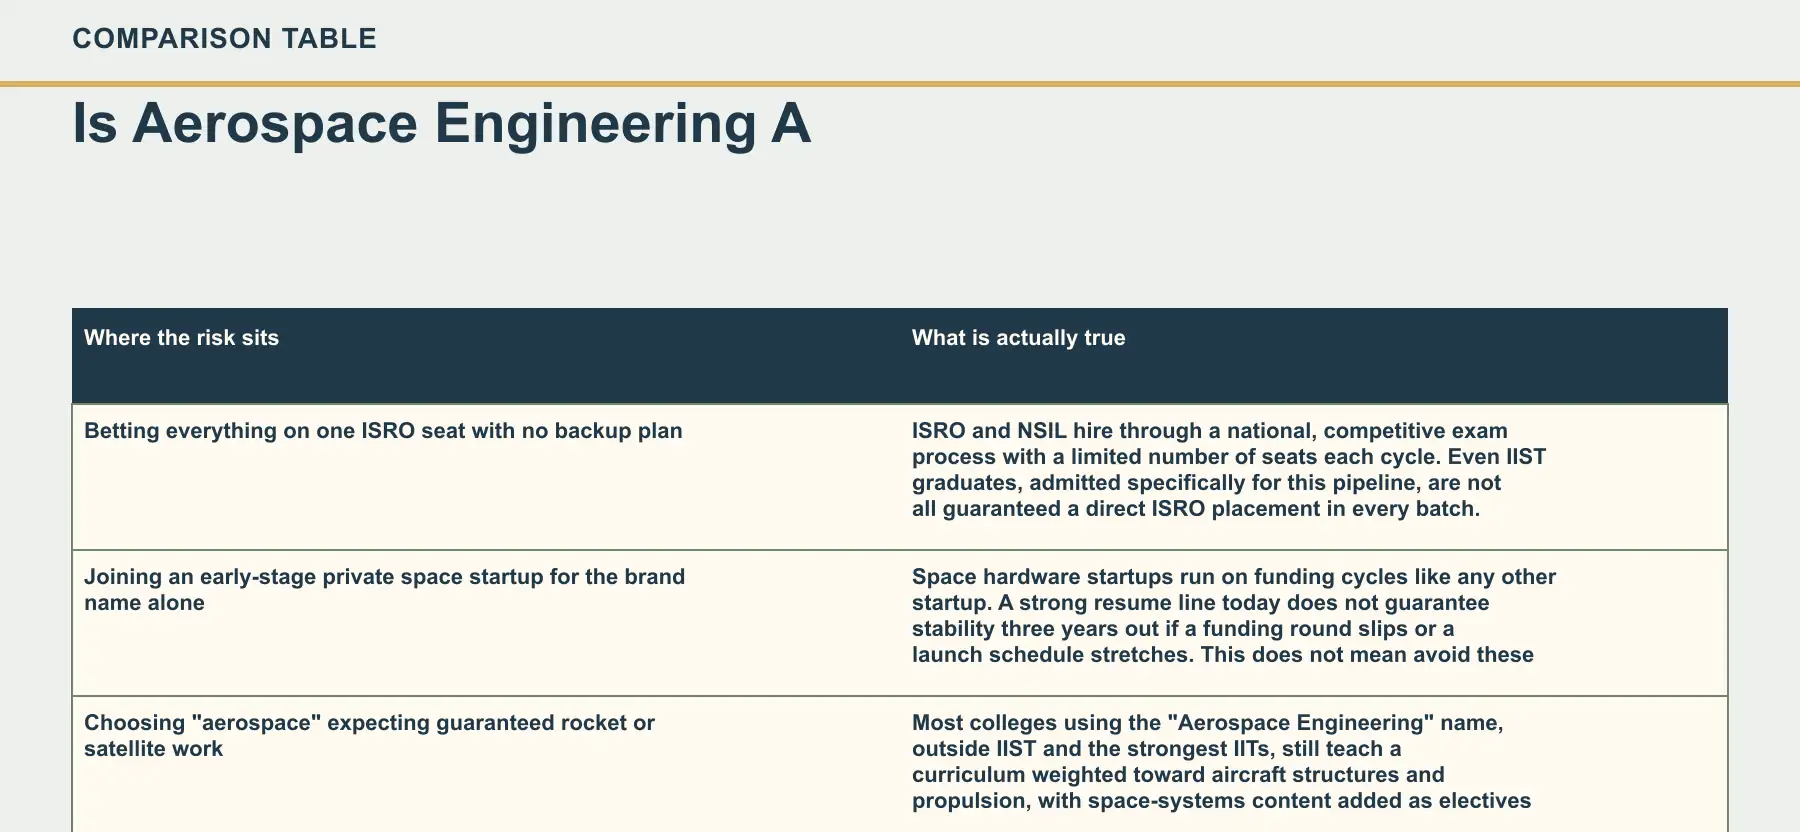 COMPARISON TABLE
Is Aerospace Engineering A
Where the risk sits
What is actually true
Betting everything on one ISRO seat with no backup plan
ISRO and NSIL hire through a national, competitive exam
process with a limited number of seats each cycle. Even IIST
graduates, admitted specifically for this pipeline, are not
all guaranteed a direct ISRO placement in every batch.
Joining an early-stage private space startup for the brand
name alone
Space hardware startups run on funding cycles like any other
startup. A strong resume line today does not guarantee
stability three years out if a funding round slips or a
launch schedule stretches. This does not mean avoid these
Choosing "aerospace" expecting guaranteed rocket or
satellite work
Most colleges using the "Aerospace Engineering" name,
outside IIST and the strongest IITs, still teach a
curriculum weighted toward aircraft structures and
propulsion, with space-systems content added as electives